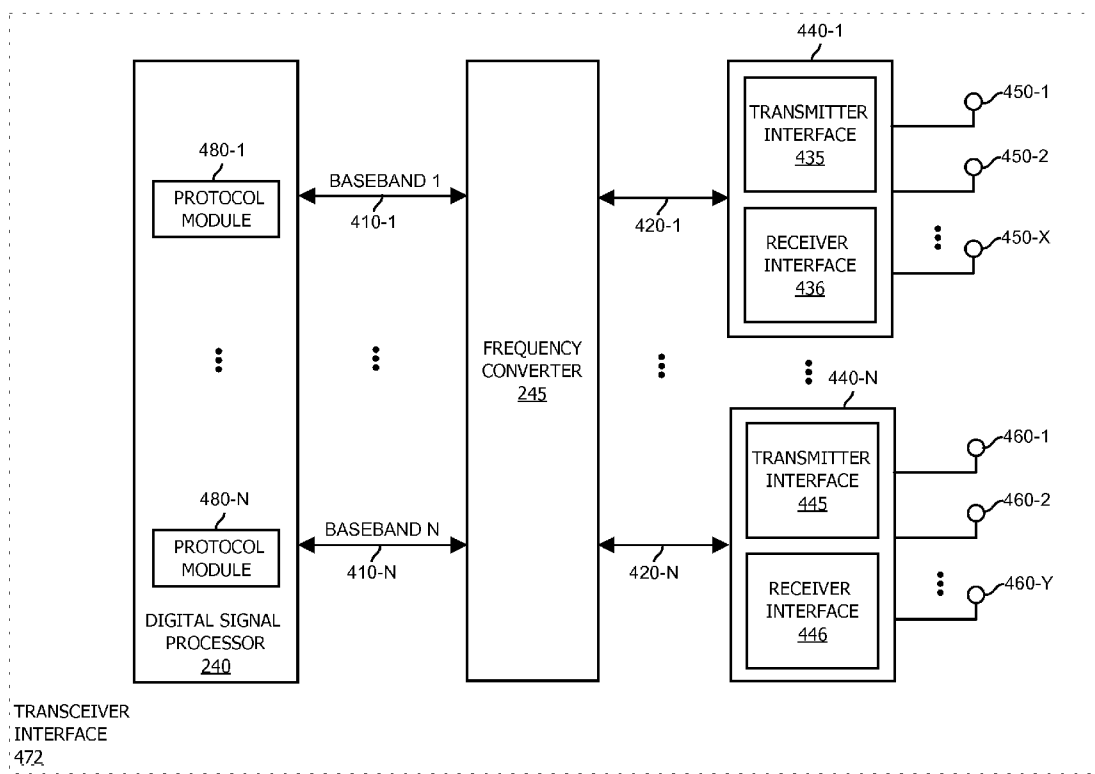 440-1
TRANSMITTER
INTERFACE
435
RECEIVER
INTERFACE
436
450-1
450-2
450-X
480-1
PROTOCOL
MODULE
BASEBAND 1
410-1
420-1
FREQUENCY
CONVERTER
245
440-N
TRANSMITTER
INTERFACE
445
RECEIVER
INTERFACE
446
460-1
460-2
460-Y
480-N
PROTOCOL
MODULE
BASEBAND N
410-N
420-N
DIGITAL SIGNAL
PROCESSOR
240
TRANSCEIVER
INTERFACE
472